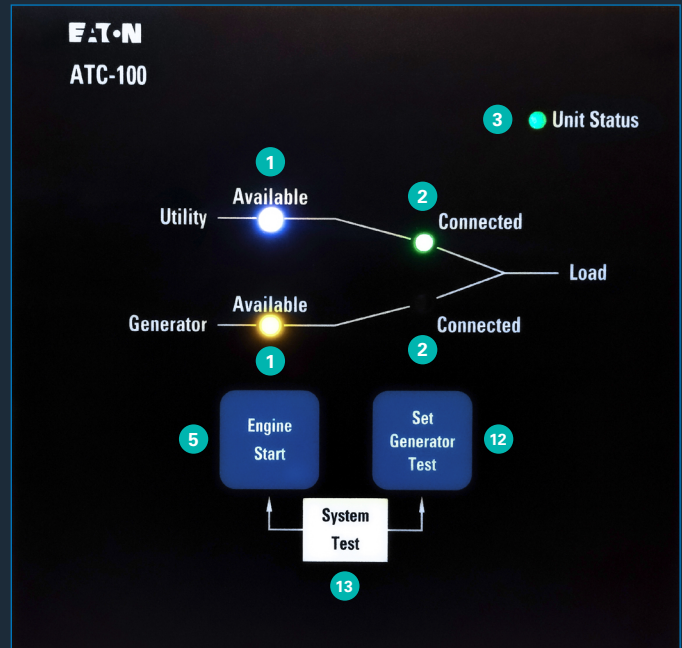 EATON
ATC-100
3 Unit Status
1
Available
2
Utility
Connected
Load
Available
Generator
Connected
1
2
5
Engine
Start
Set
Generator
Test
12
System
Test
13